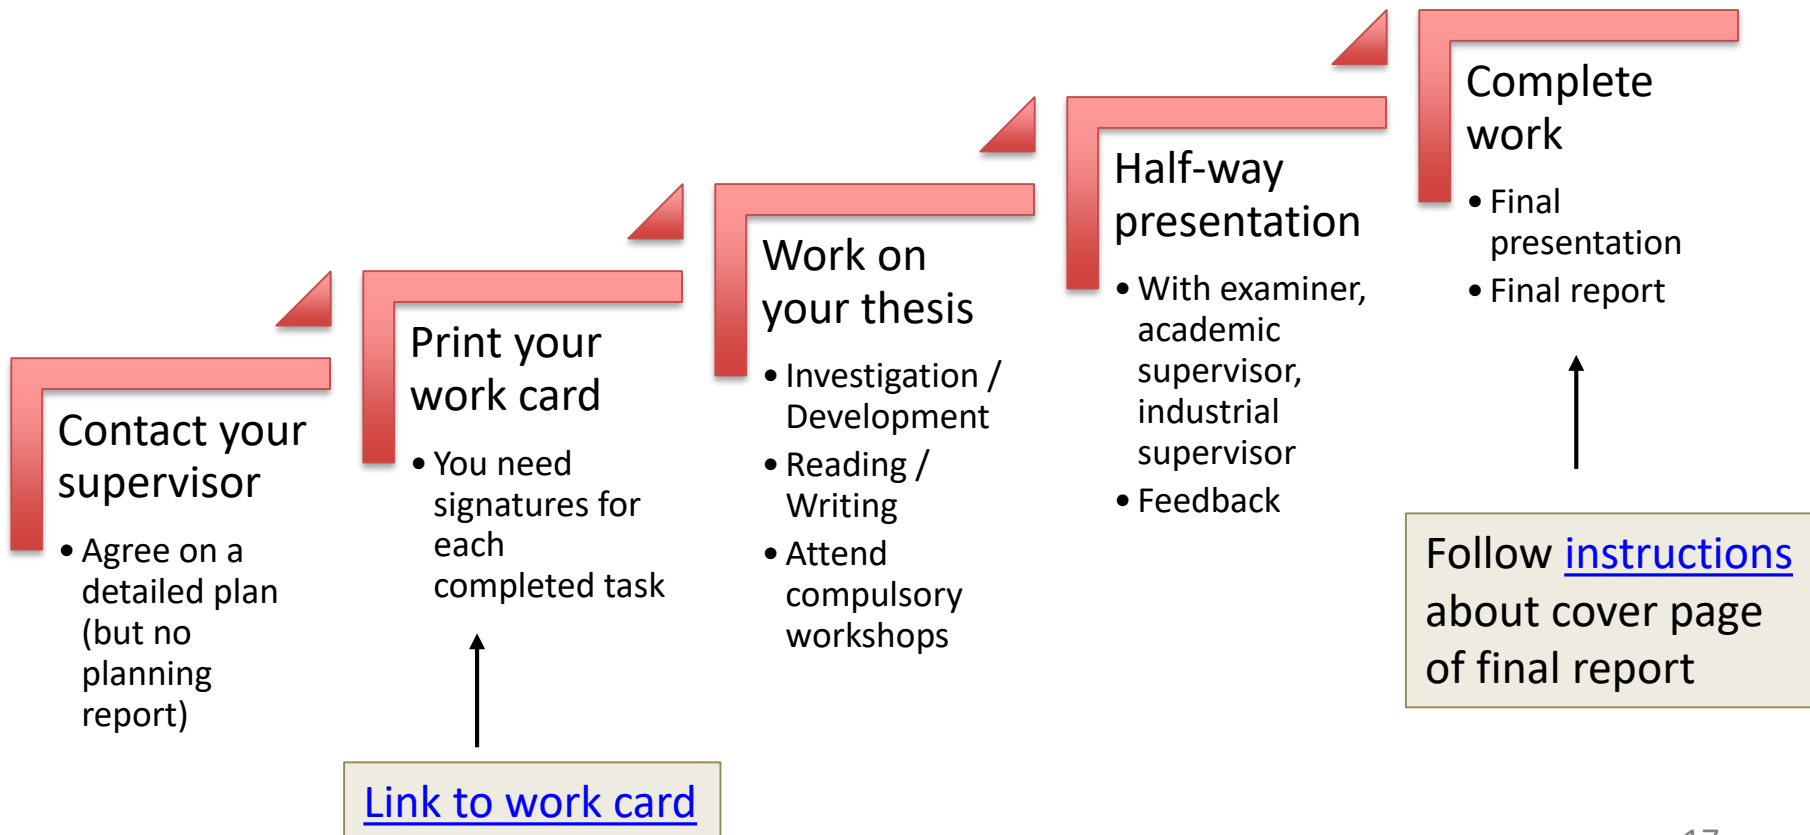 Contact your
supervisor
• Agree on a
detailed plan
(but no
planning
report)
Print your
work card
• You need
signatures for
each
completed task
Link to work card
Work on
your thesis
• Investigation /
Development
• Reading /
Writing
• Attend
compulsory
workshops
Half-way
presentation
• With examiner,
academic
supervisor,
industrial
supervisor
• Feedback
Complete
work
• Final
presentation
• Final report
Follow instructions
about cover page
of final report
17